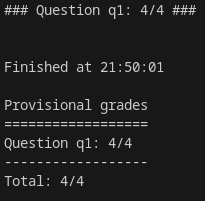 ### Question q1: 4/4 ###
Finished at 21:50:01
Provisional grades
==================
Question q1: 4/4
------------------
Total: 4/4